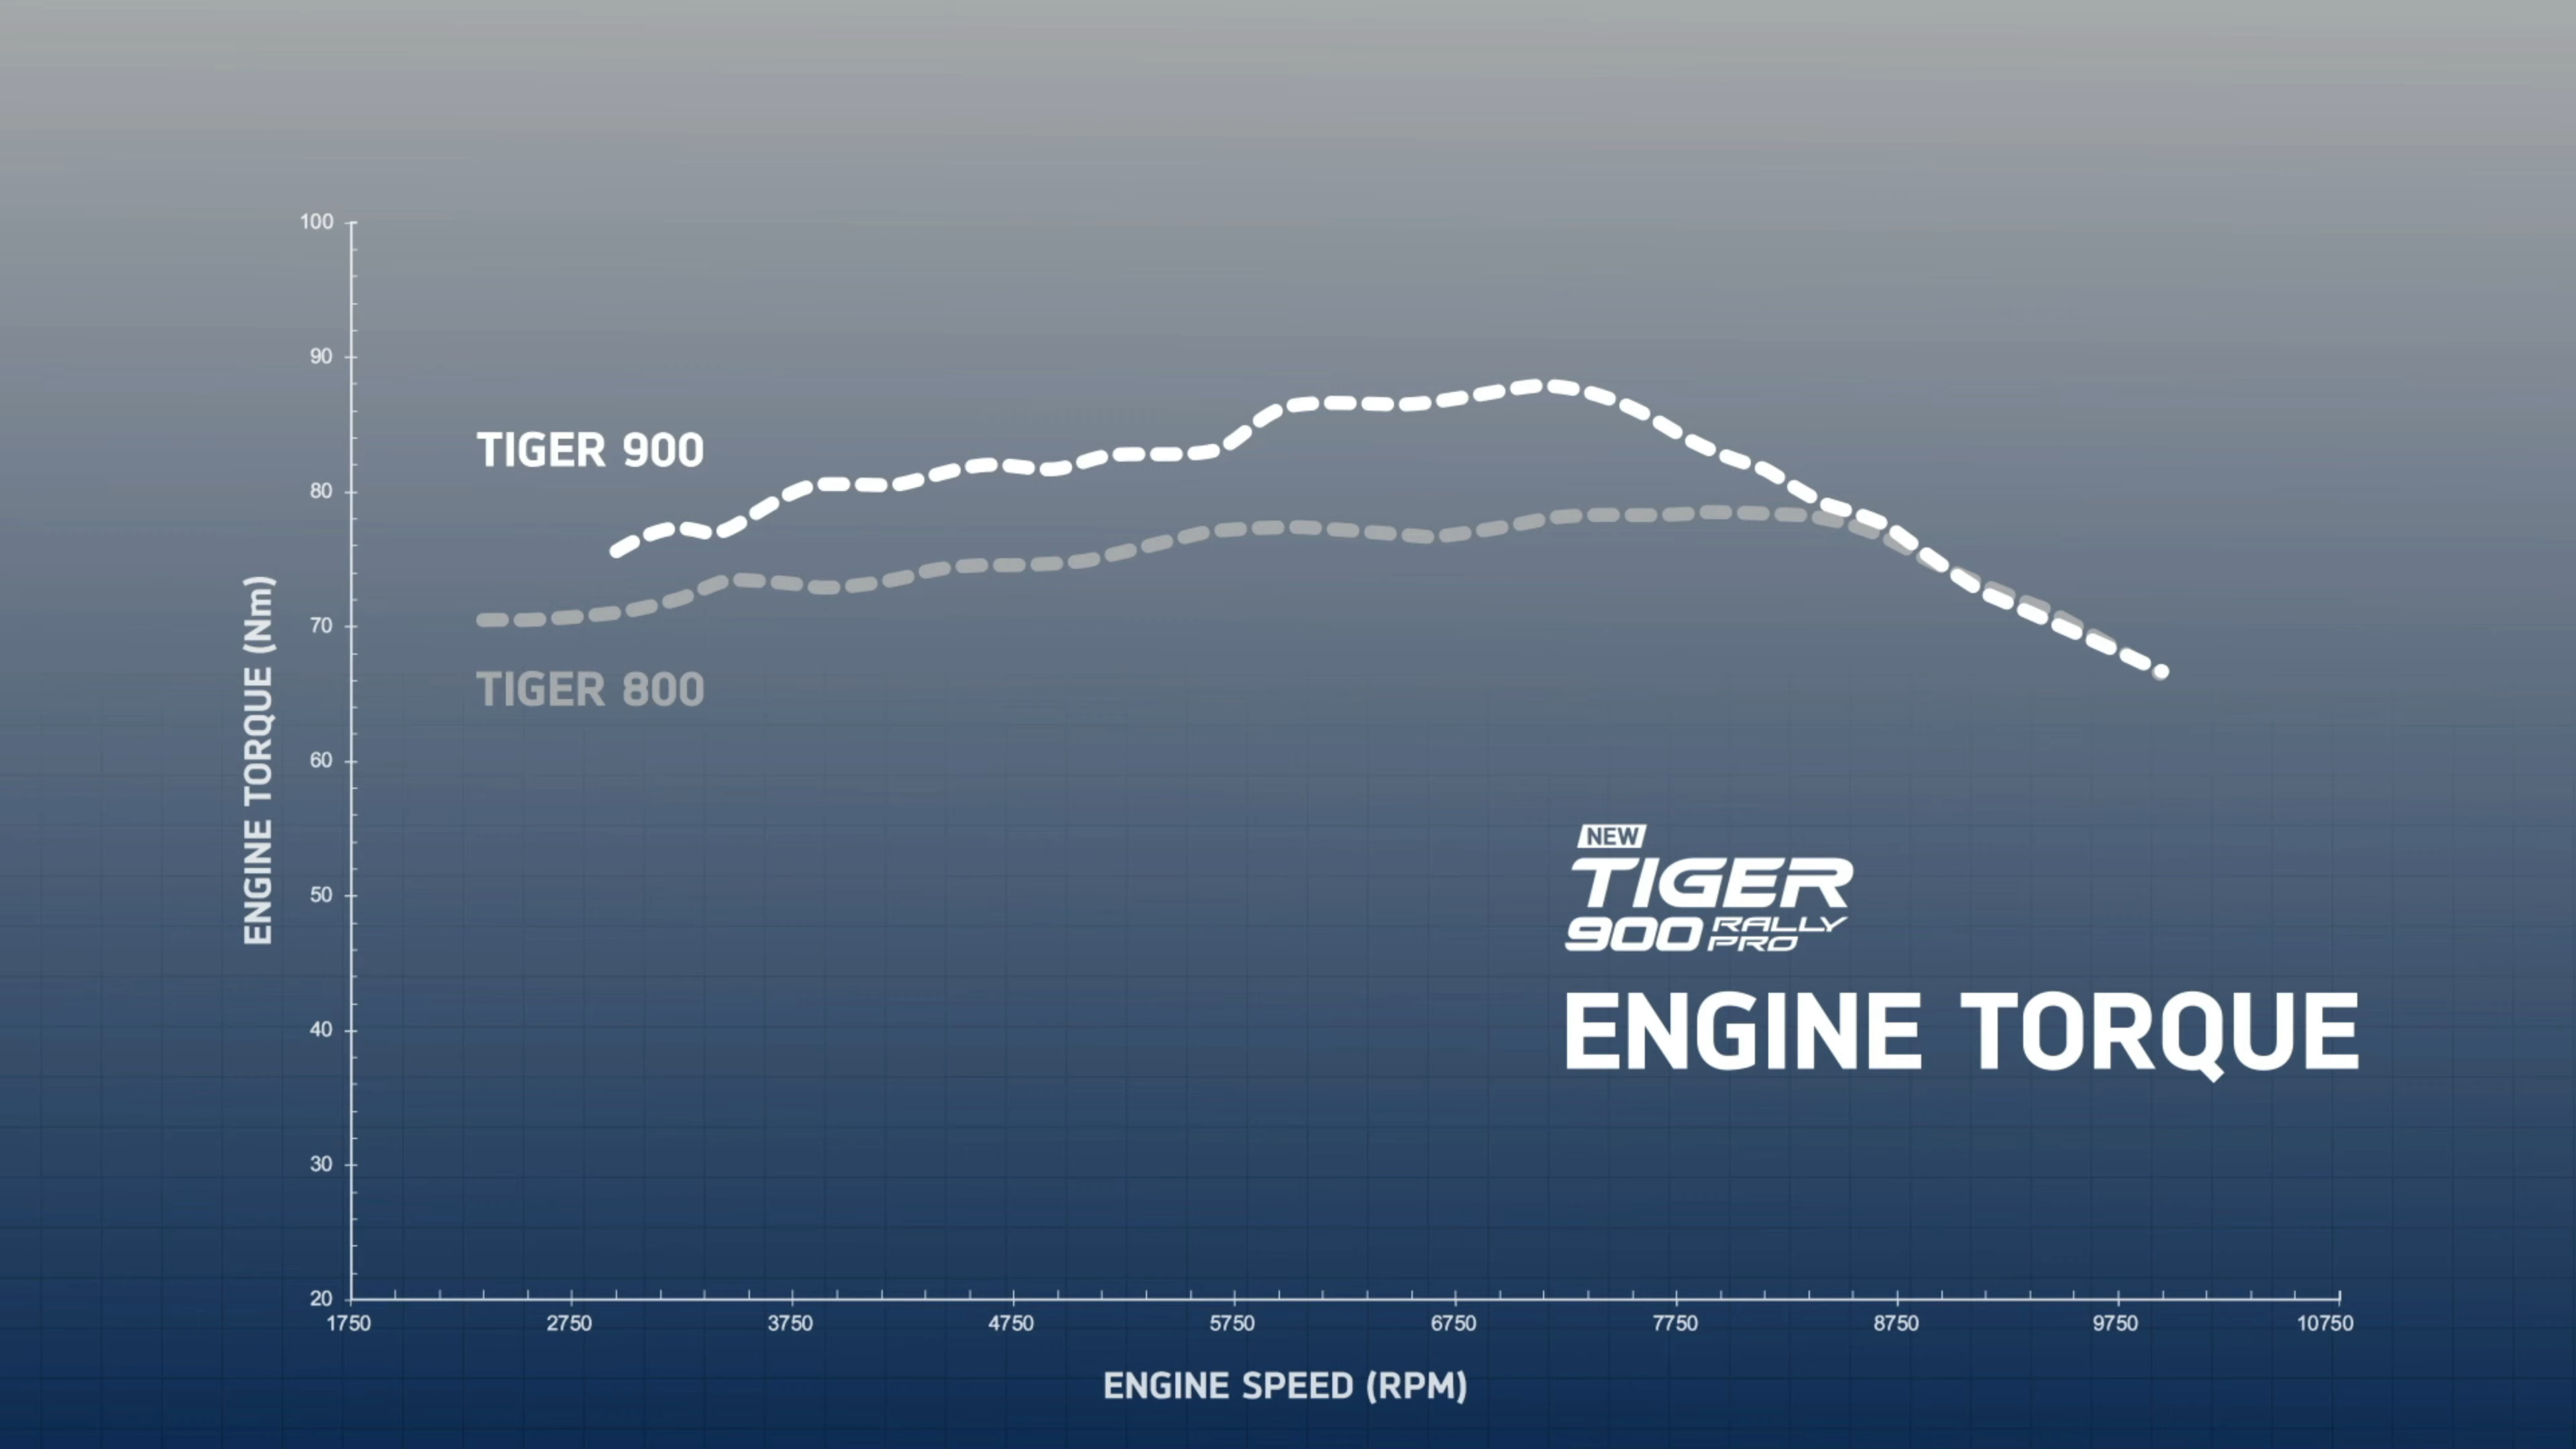 100
90
TIGER 900
80
70
TIGER 800
60
50
40
30
20
ENGINE TORQUE (Nm)
NEW
TIGER
900 RALLY PRO
ENGINE TORQUE
1750 2750 3750 4750 5750 6750 7750 8750 9750 10750
ENGINE SPEED (RPM)